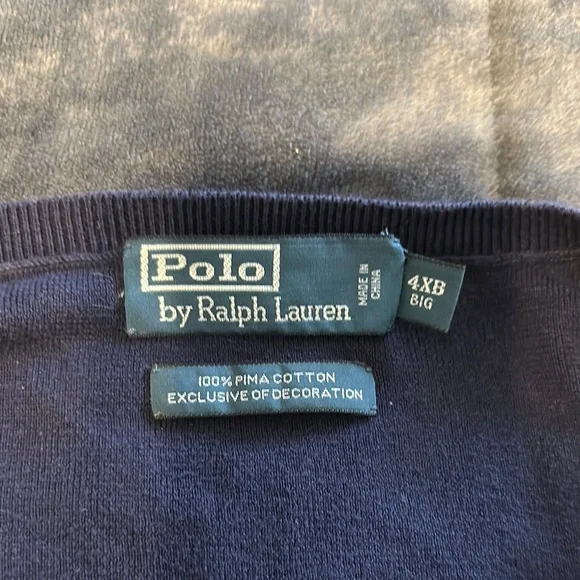 Polo
by Ralph Lauren
MADE IN
CHINA
4XB
BIG
100% PIMA COTTON
EXCLUSIVE OF DECORATION